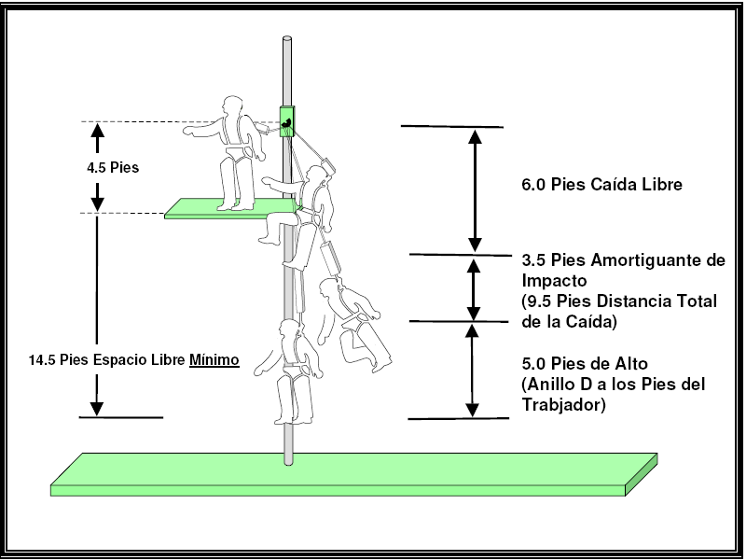 4.5 Pies
14.5 Pies Espacio Libre Mínimo
6.0 Pies Caída Libre
3.5 Pies Amortiguante de
Impacto
(9.5 Pies Distancia Total
de la Caída)
5.0 Pies de Alto
(Anillo D a los Pies del
Trabjador)